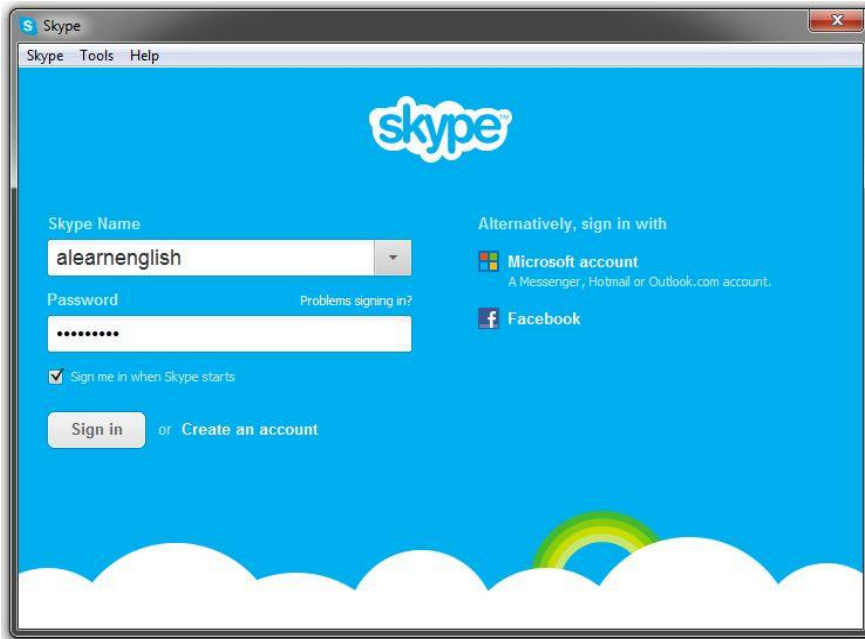 Skype
Skype Tools Help
skype™
Skype Name
alearnenglish
Password Problems signing in?
•••••••••
Sign me in when Skype starts
Sign in or Create an account
Alternatively, sign in with
Microsoft account
A Messenger, Hotmail or Outlook.com account.
Facebook